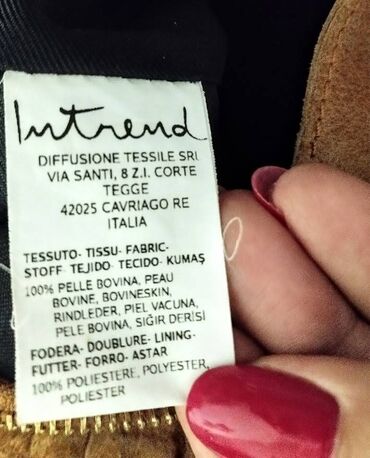 Intrend
DIFFUSIONE TESSILE SRL
VIA SANTI, 8 Z.I. CORTE
TEGGE
42025 CAVRIAGO RE
ITALIA
TESSUTO- TISSU- FABRIC-
STOFF- TEJIDO- TECIDO- KUMAŞ
100% PELLE BOVINA, PEAU
BOVINE, BOVINESKIN,
RINDLEDER, PIEL VACUNA,
PELE BOVINA, SIĞIR DERİSİ
FODERA- DOUBLURE- LINING-
FUTTER- FORRO- ASTAR
100% POLIESTERE, POLYESTER,
POLIESTER